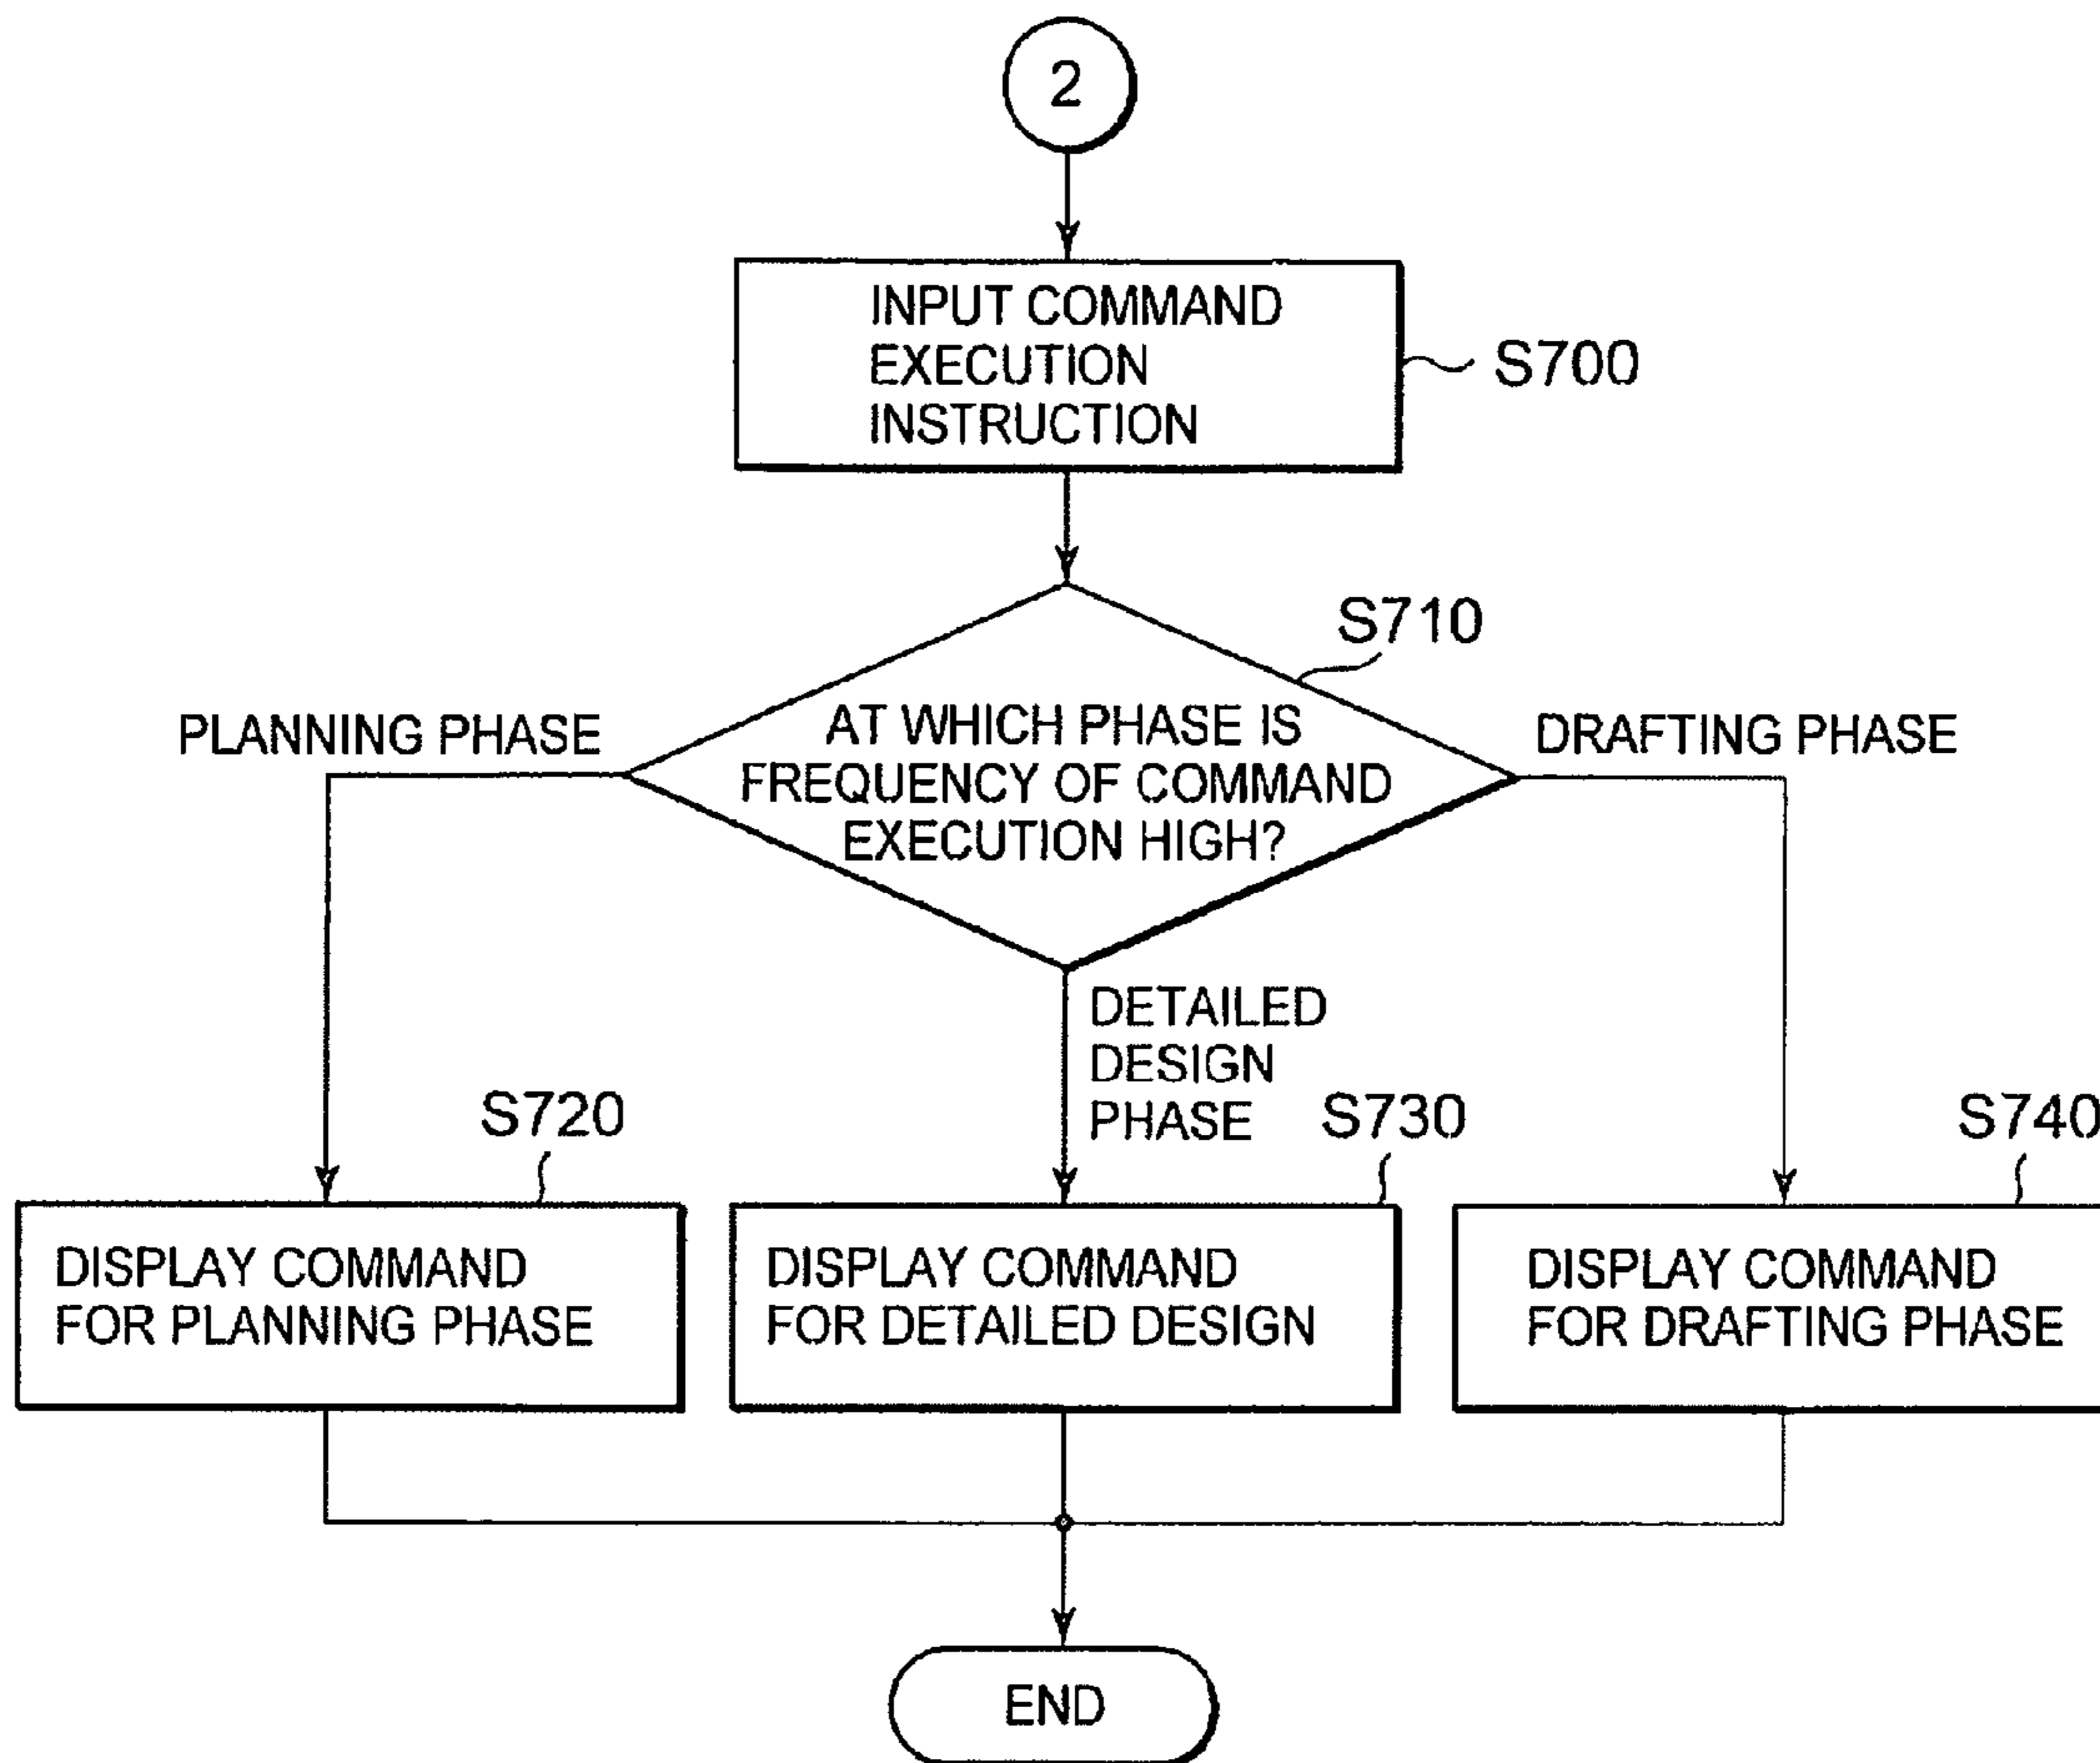 2
INPUT COMMAND
EXECUTION
INSTRUCTION
S700
S710
AT WHICH PHASE IS
FREQUENCY OF COMMAND
EXECUTION HIGH?
PLANNING PHASE
DRAFTING PHASE
DETAILED
DESIGN
PHASE
S720
S730
S740
DISPLAY COMMAND
FOR PLANNING PHASE
DISPLAY COMMAND
FOR DETAILED DESIGN
DISPLAY COMMAND
FOR DRAFTING PHASE
END